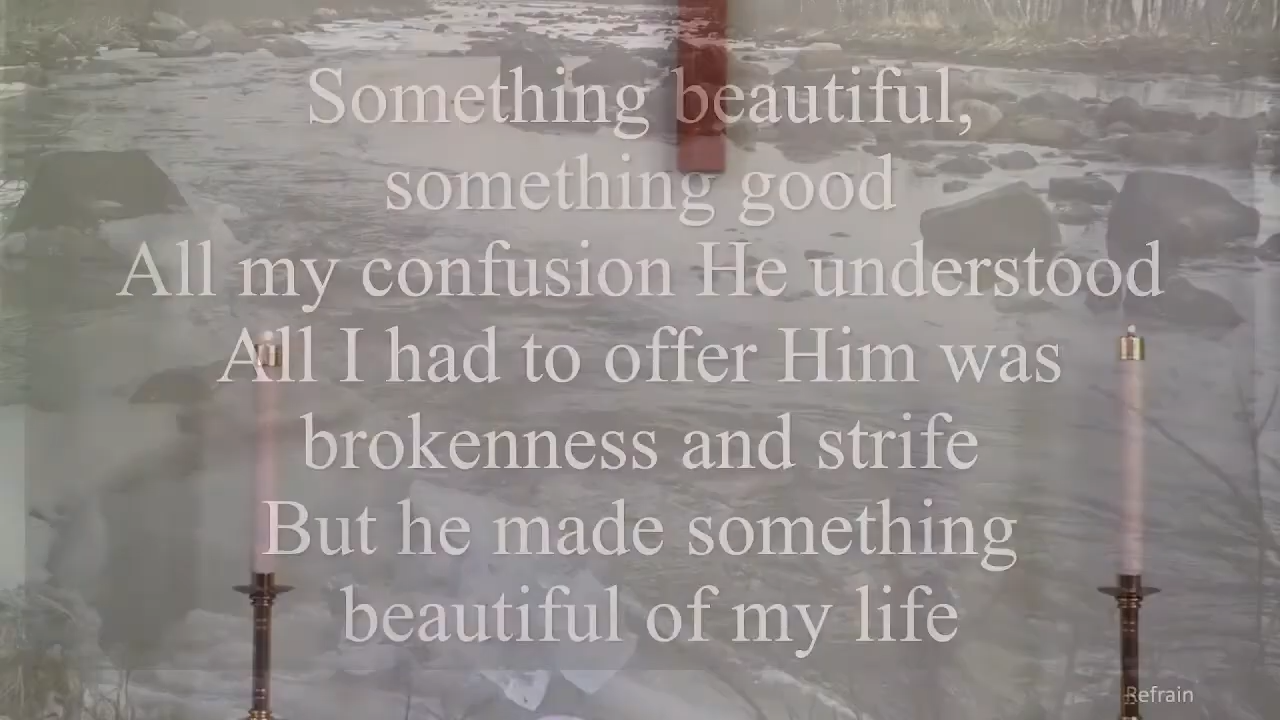 Something beautiful,
something good
All my confusion He understood
All I had to offer Him was
brokenness and strife
But he made something
beautiful of my life
Refrain